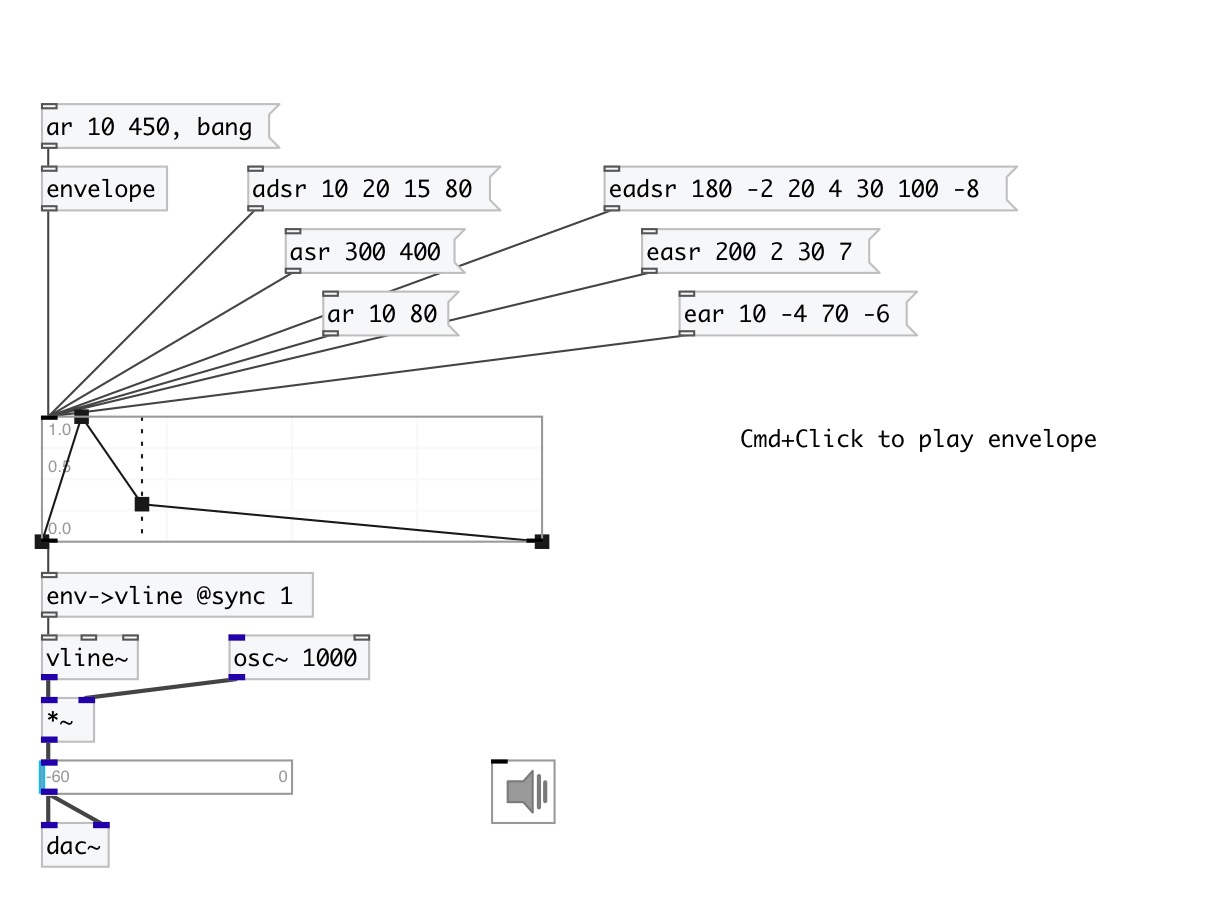 ar 10 450, bang
envelope
adsr 10 20 15 80
eadsr 180 -2 20 4 30 100 -8
asr 300 400
easr 200 2 30 7
ar 10 80
ear 10 -4 70 -6
1.0
0.5
0.0
Cmd+Click to play envelope
env->vline @sync 1
vline~
osc~ 1000
*~
-60
0
dac~